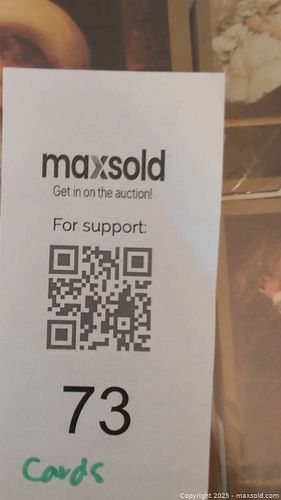 maxsold
Get in on the auction!
For support:
73
Cards
Copyright 2025 - maxsold.com